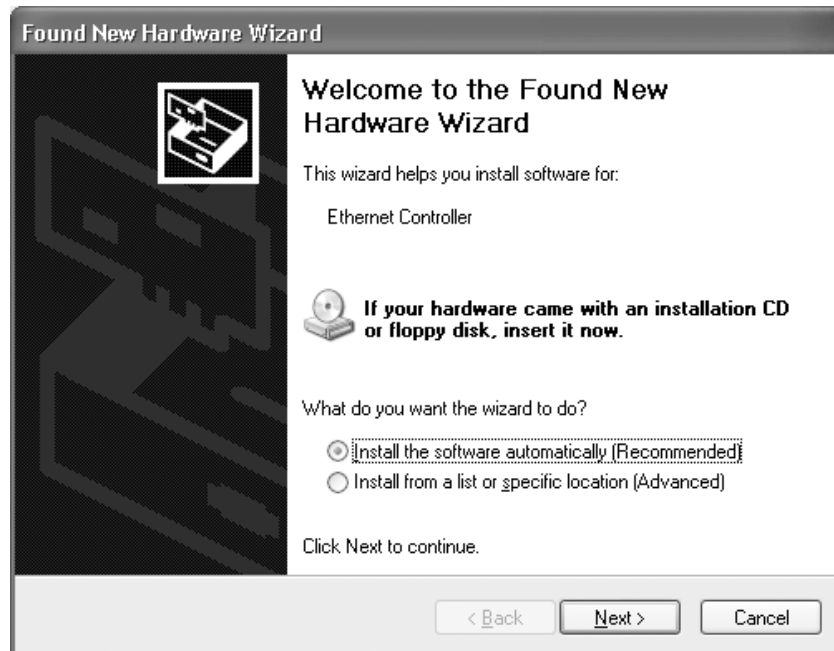 Found New Hardware Wizard
Welcome to the Found New
Hardware Wizard
This wizard helps you install software for:
Ethernet Controller
If your hardware came with an installation CD
or floppy disk, insert it now.
What do you want the wizard to do?
Install the software automatically (Recommended)
Install from a list or specific location (Advanced)
Click Next to continue.
< Back Next > Cancel